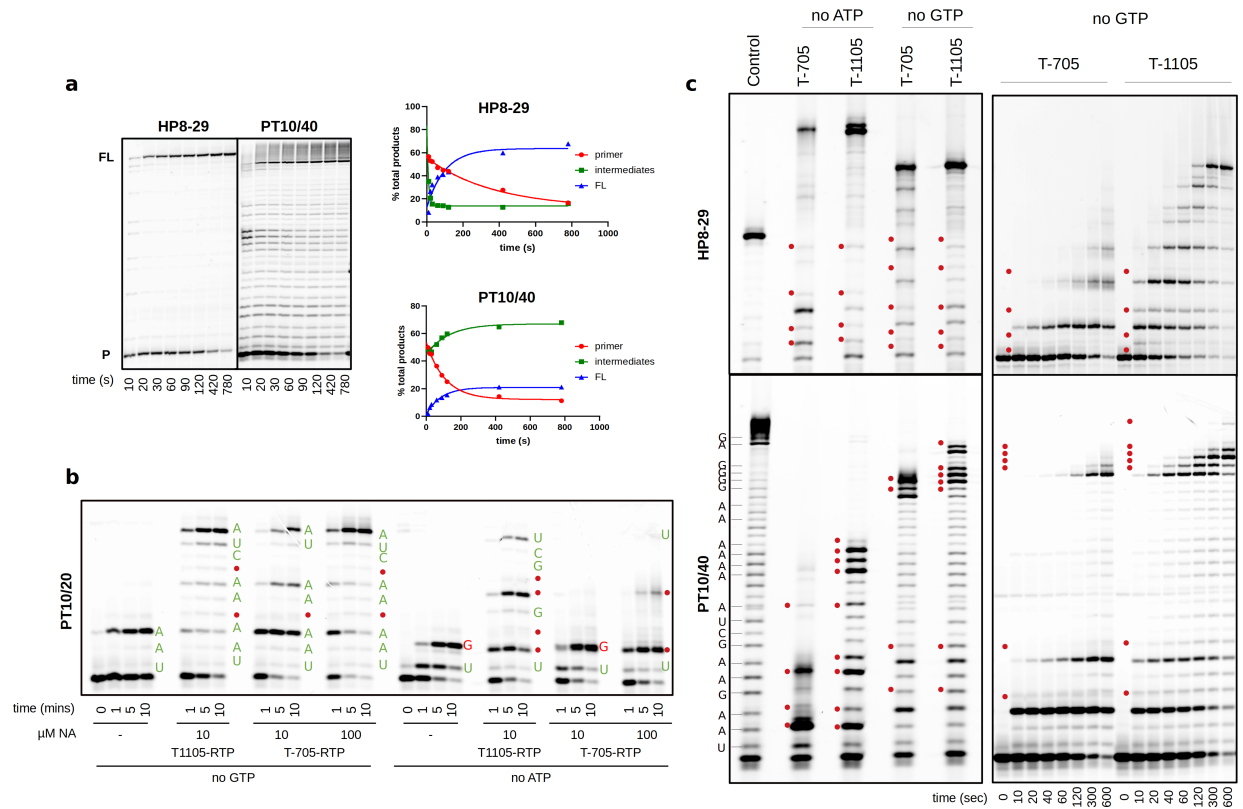 a
HP8-29
PT10/40
FL
P
time (s)
10 20 30 60 90 120 420 780
10 20 30 60 90 120 420 780
HP8-29
% total products
100
80
60
40
20
0
0 200 400 600 800 1000
time (s)
primer
intermediates
FL
PT10/40
% total products
80
60
40
20
0
0 200 400 600 800 1000
time (s)
primer
intermediates
FL
b
PT10/20
A
A
U
A
U
C
A
A
A
U
A
U
A
A
A
A
U
A
U
C
A
A
A
A
U
G
U
U
C
G
G
U
G
U
U
U
time (mins)
0 1 5 10
1 5 10
1 5 10
1 5 10
0 1 5 10
1 5 10
1 5 10
1 5 10
µM NA
- 10 10 100 - 10 10 100
T1105-RTP
T-705-RTP
T1105-RTP
T-705-RTP
no GTP
no ATP
c
no ATP
no GTP
Control
T-705
T-1105
T-705
T-1105
no GTP
T-705
T-1105
HP8-29
PT10/40
G
A
G
G
G
G
A
A
A
A
A
A
A
U
C
G
A
A
G
A
A
U
time (sec)
0 10 20 40 60 120 300 600
0 10 20 40 60 120 300 600